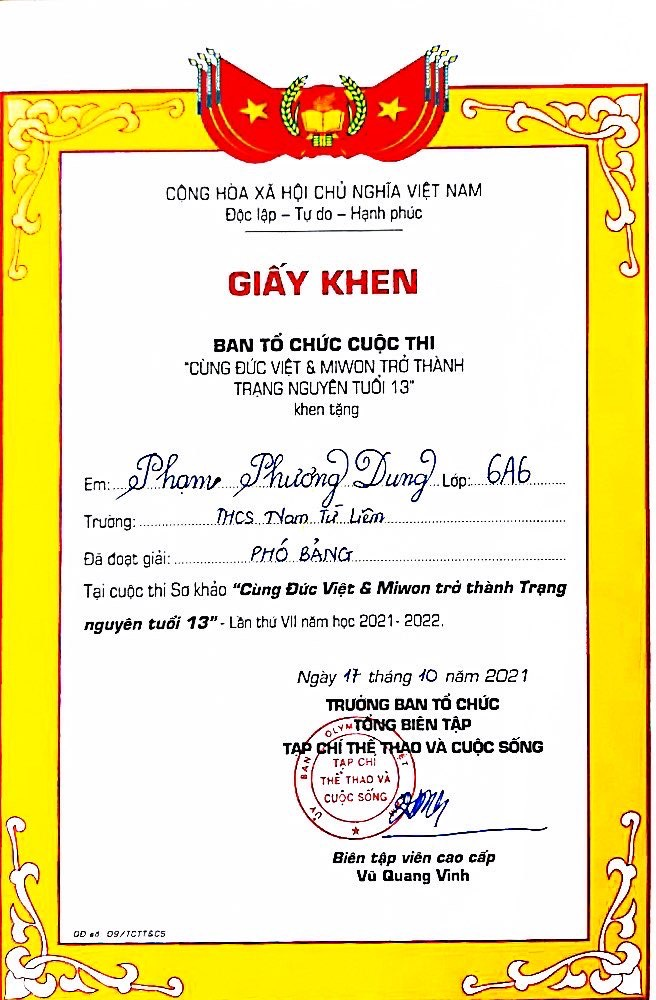 CỘNG HÒA XÃ HỘI CHỦ NGHĨA VIỆT NAM
Độc lập – Tự do – Hạnh phúc
GIẤY KHEN
BAN TỔ CHỨC CUỘC THI
"CÙNG ĐỨC VIỆT & MIWON TRỞ THÀNH
TRẠNG NGUYÊN TUỔI 13"
khen tặng
Em: Phạm Phương Dung Lớp: 6A6
Trường: THCS Nam Từ Liêm
Đã đoạt giải: PHÓ BẢNG
Tại cuộc thi Sơ khảo "Cùng Đức Việt & Miwon trở thành Trạng
nguyên tuổi 13" - Lần thứ VII năm học 2021- 2022.
Ngày 17 tháng 10 năm 2021
TRƯỞNG BAN TỔ CHỨC
TỔNG BIÊN TẬP
TẠP CHÍ THỂ THAO VÀ CUỘC SỐNG
TẠP CHÍ
THỂ THAO VÀ
CUỘC SỐNG
Biên tập viên cao cấp
Vũ Quang Vinh
QĐ số 09/TCTT&CS